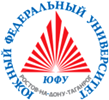 ЮЖНЫЙ ФЕДЕРАЛЬНЫЙ УНИВЕРСИТЕТ
ЮФУ
РОСТОВ-НА-ДОНУ-ТАГАНРОГ